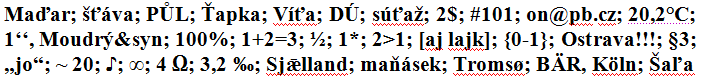 Maďar; šťáva; PŮL; Ťapka; Víťa; DÚ; súťaž; 2$; #101; on@pb.cz; 20,2°C;
1‘‘, Moudrý&syn; 100%; 1+2=3; ½; 1*; 2>1; [aj lajk]; {0-1}; Ostrava!!!; §3;
„jo“; ~ 20; ♪; ∞; 4 Ω; 3,2 ‰; Sjælland; maňásek; Tromsø; BÄR, Köln; Šaľa